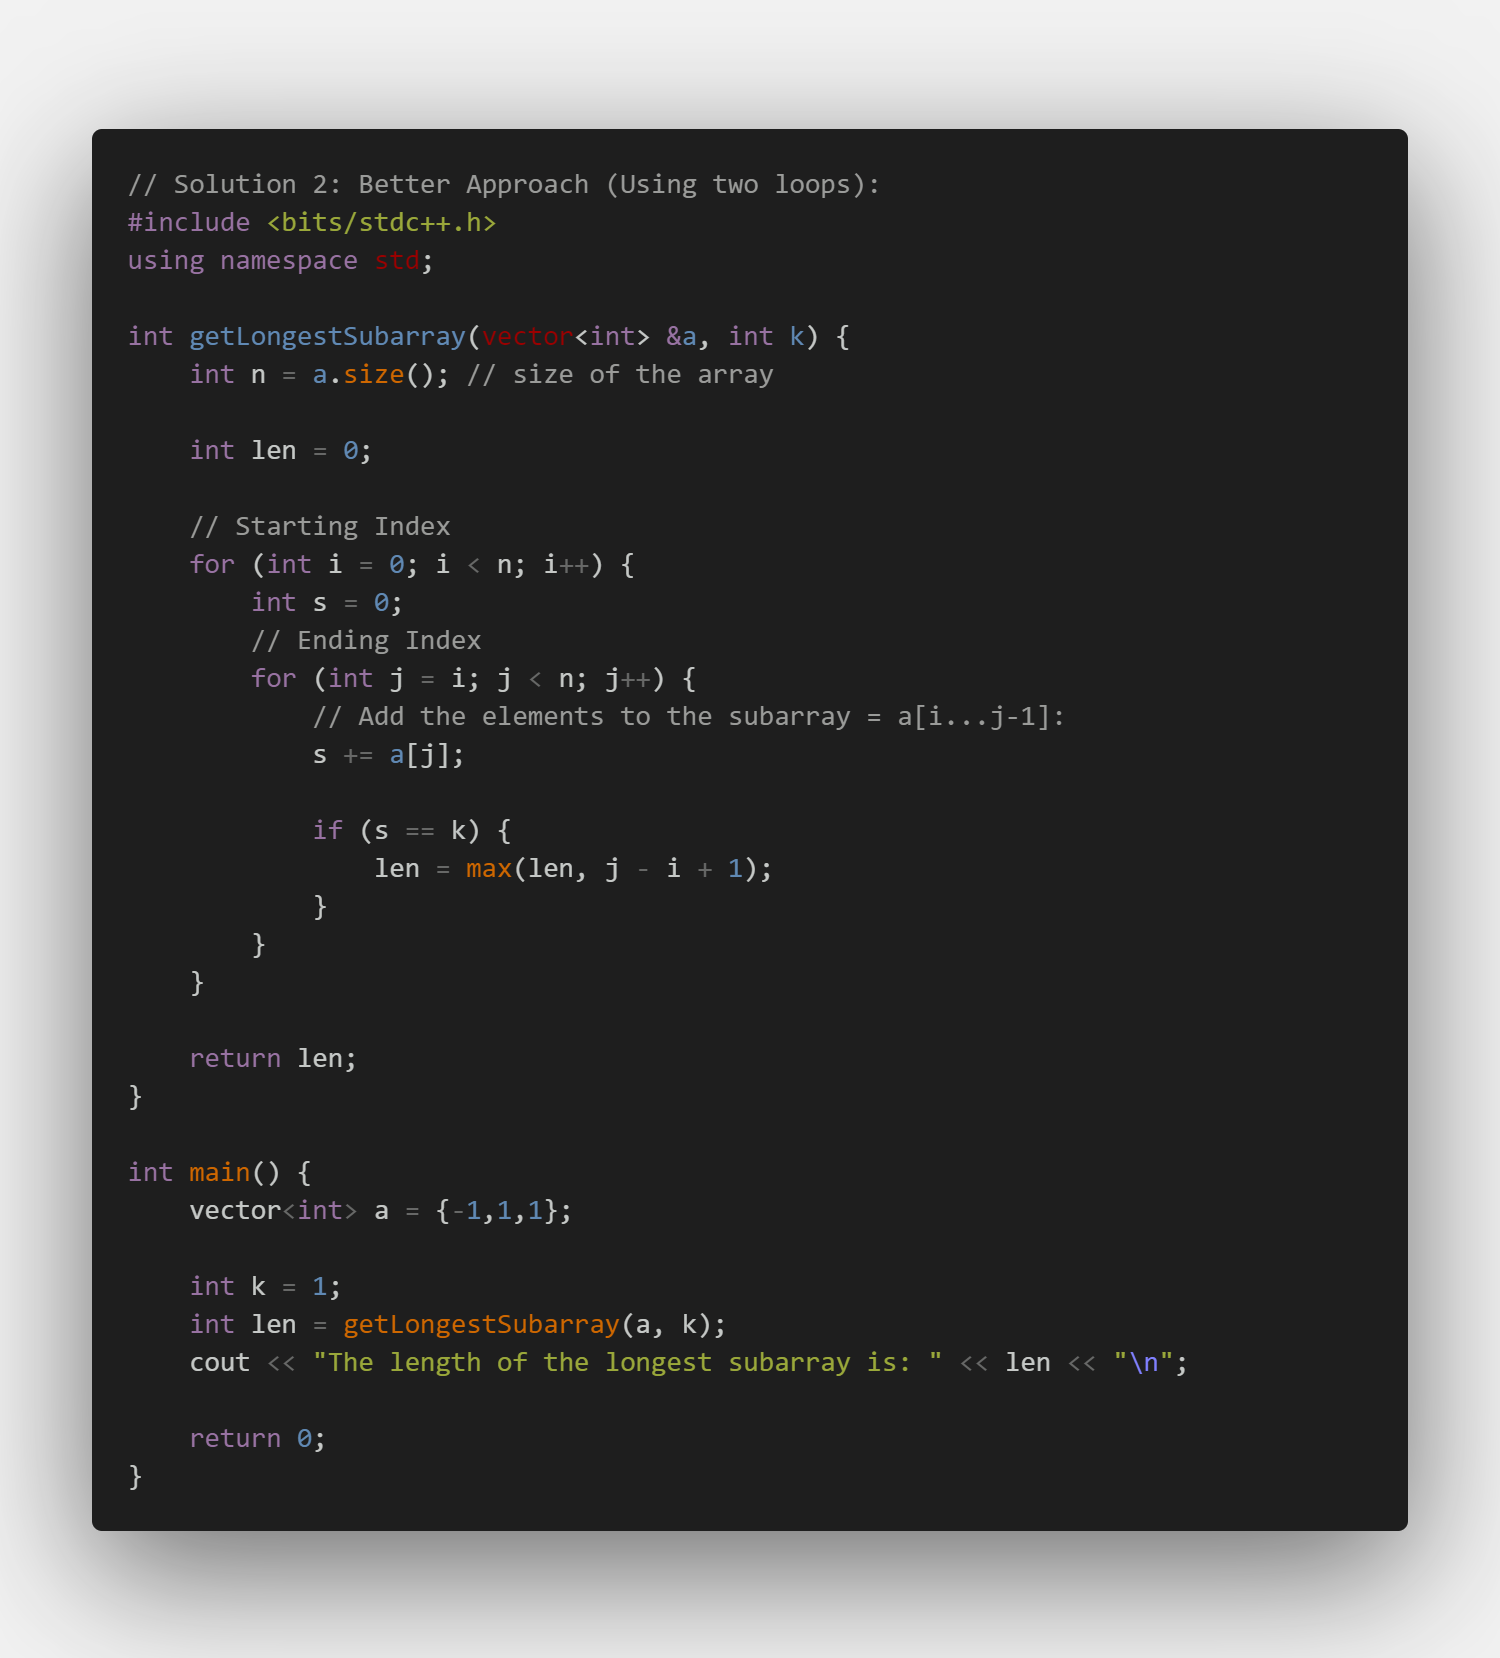 // Solution 2: Better Approach (Using two loops):
#include <bits/stdc++.h>
using namespace std;

int getLongestSubarray(vector<int> &a, int k) {
    int n = a.size(); // size of the array

    int len = 0;

    // Starting Index
    for (int i = 0; i < n; i++) {
        int s = 0;
        // Ending Index
        for (int j = i; j < n; j++) {
            // Add the elements to the subarray = a[i...j-1]:
            s += a[j];

            if (s == k) {
                len = max(len, j - i + 1);
            }
        }
    }

    return len;
}

int main() {
    vector<int> a = {-1,1,1};

    int k = 1;
    int len = getLongestSubarray(a, k);
    cout << "The length of the longest subarray is: " << len << "\n";

    return 0;
}